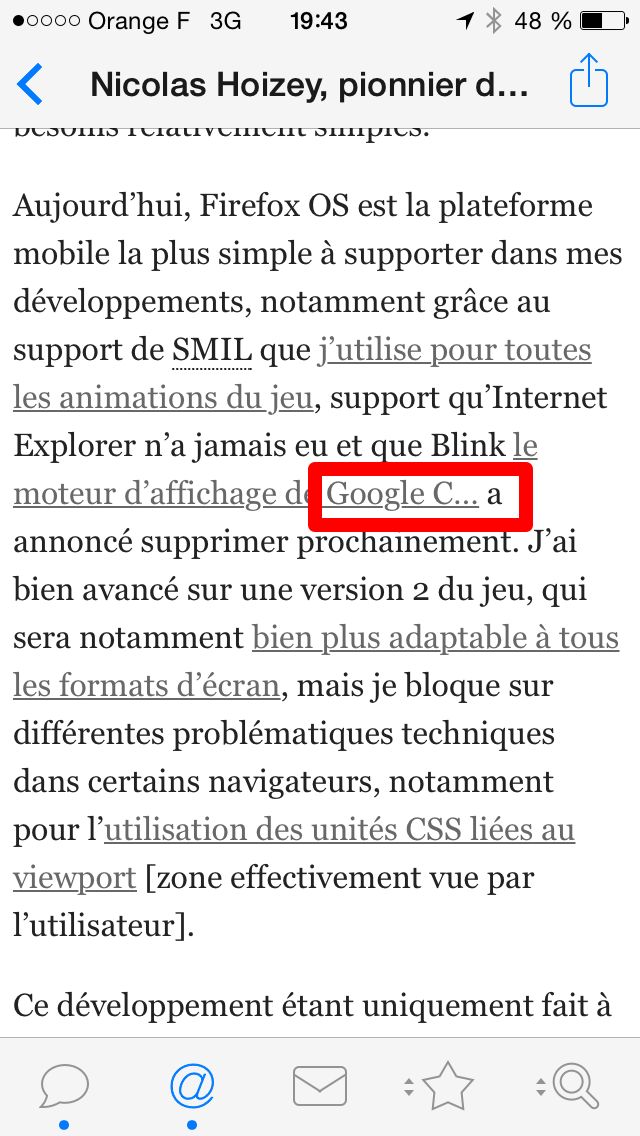 Orange F 3G 19:43 48 %
Nicolas Hoizey, pionnier d...
besoins relativement simples.
Aujourd’hui, Firefox OS est la plateforme
mobile la plus simple à supporter dans mes
développements, notamment grâce au
support de SMIL que j’utilise pour toutes
les animations du jeu, support qu’Internet
Explorer n’a jamais eu et que Blink le
moteur d’affichage de Google C... a
annoncé supprimer prochainement. J’ai
bien avancé sur une version 2 du jeu, qui
sera notamment bien plus adaptable à tous
les formats d’écran, mais je bloque sur
différentes problématiques techniques
dans certains navigateurs, notamment
pour l’utilisation des unités CSS liées au
viewport [zone effectivement vue par
l’utilisateur].
Ce développement étant uniquement fait à
@